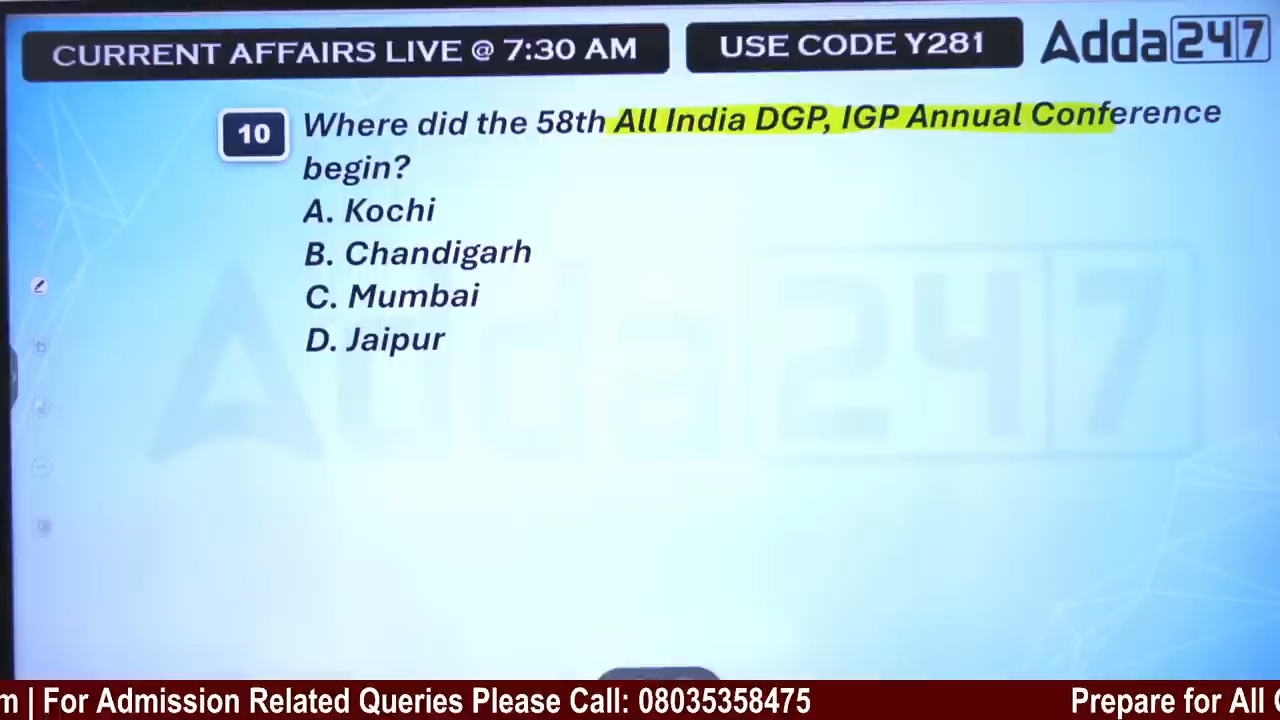 CURRENT AFFAIRS LIVE @ 7:30 AM
USE CODE Y281
Adda247
10
Where did the 58th All India DGP, IGP Annual Conference
begin?
A. Kochi
B. Chandigarh
C. Mumbai
D. Jaipur
Adda247
m | For Admission Related Queries Please Call: 08035358475
Prepare for All